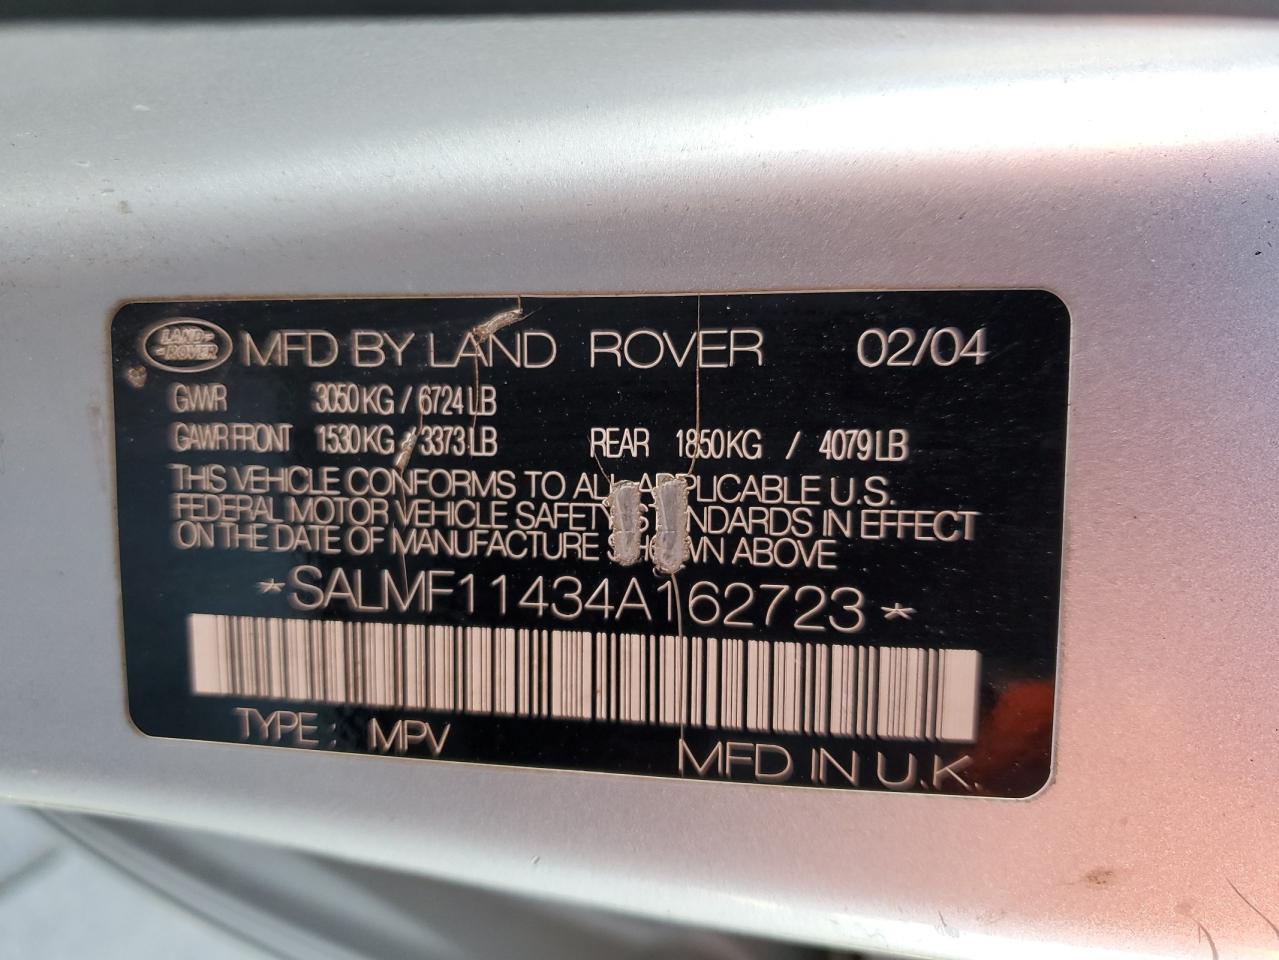 LAND-
-ROVER
MFD BY LAND ROVER 02/04
GVWR 3050 KG / 6724 LB
GAWR FRONT 1530 KG / 3373 LB REAR 1850KG / 4079 LB
THIS VEHICLE CONFORMS TO ALL APPLICABLE U.S.
FEDERAL MOTOR VEHICLE SAFETY STANDARDS IN EFFECT
ON THE DATE OF MANUFACTURE SHOWN ABOVE
*SALMF11434A162723*
TYPE : MPV
MFD IN U.K.